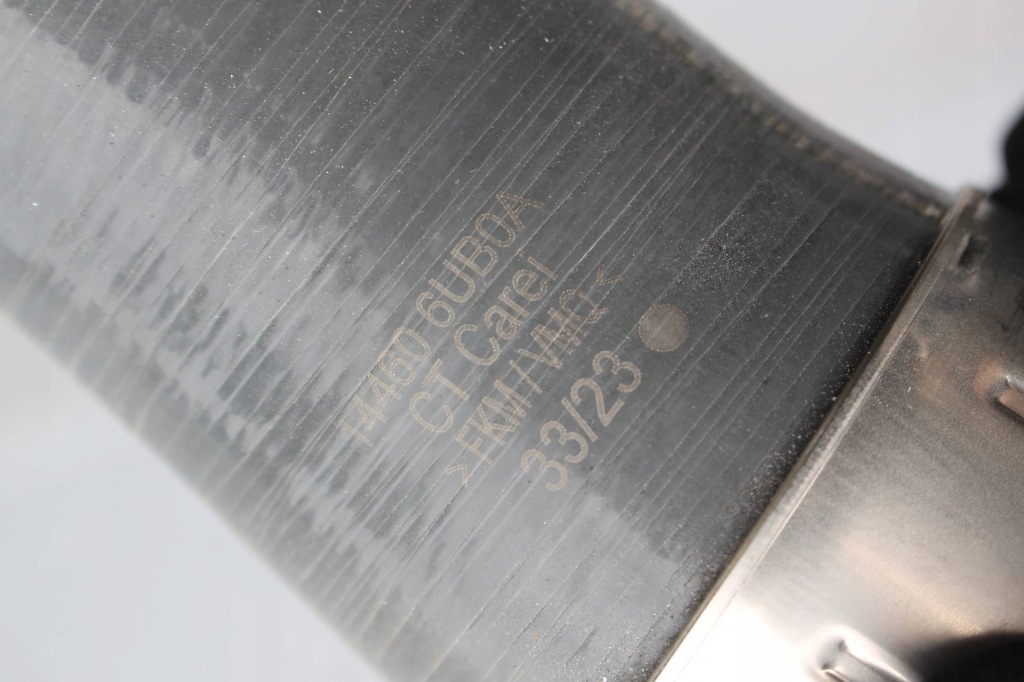 14460 6UB0A
CT Carei
>FKM/VMQ<
33/23